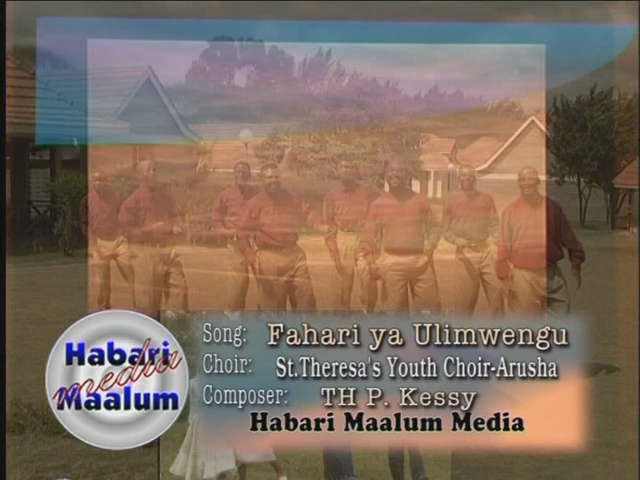 Song: Fahari ya Ulimwengu
Choir: St.Theresa's Youth Choir-Arusha
Composer: TH P. Kessy
Habari Maalum Media
Habari
media
Maalum